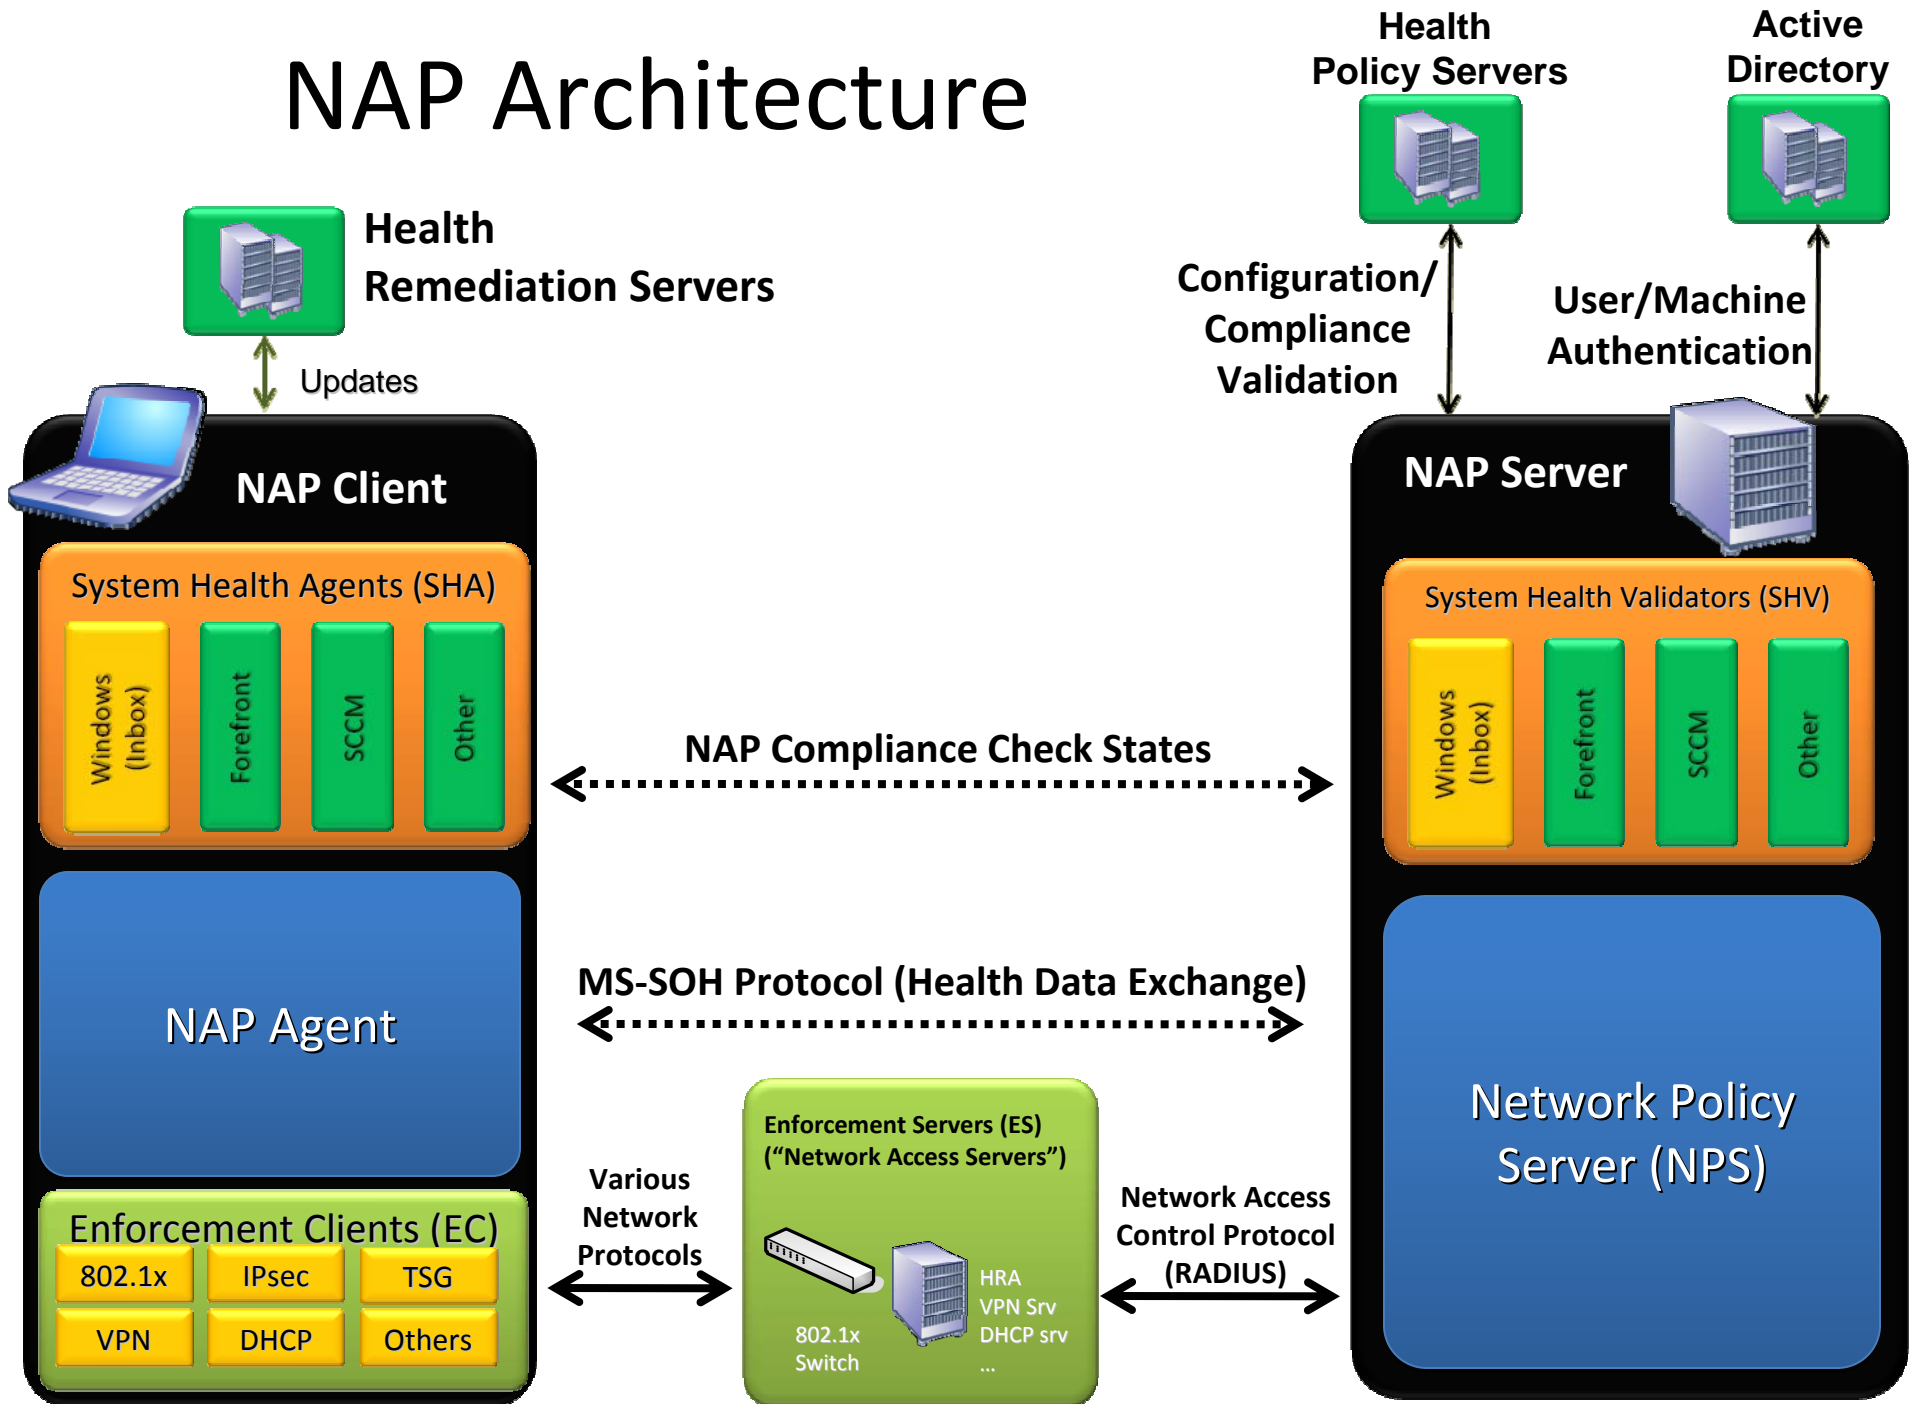 NAP Architecture
Health
Policy Servers
Active
Directory
Health
Remediation Servers
Updates
Configuration/
Compliance
Validation
User/Machine
Authentication
NAP Client
System Health Agents (SHA)
Windows
(Inbox)
Forefront
SCCM
Other
NAP Agent
Enforcement Clients (EC)
802.1x
IPsec
TSG
VPN
DHCP
Others
NAP Compliance Check States
MS-SOH Protocol (Health Data Exchange)
Various
Network
Protocols
Enforcement Servers (ES)
(“Network Access Servers”)
802.1x
Switch
HRA
VPN Srv
DHCP srv
...
Network Access
Control Protocol
(RADIUS)
NAP Server
System Health Validators (SHV)
Windows
(Inbox)
Forefront
SCCM
Other
Network Policy
Server (NPS)